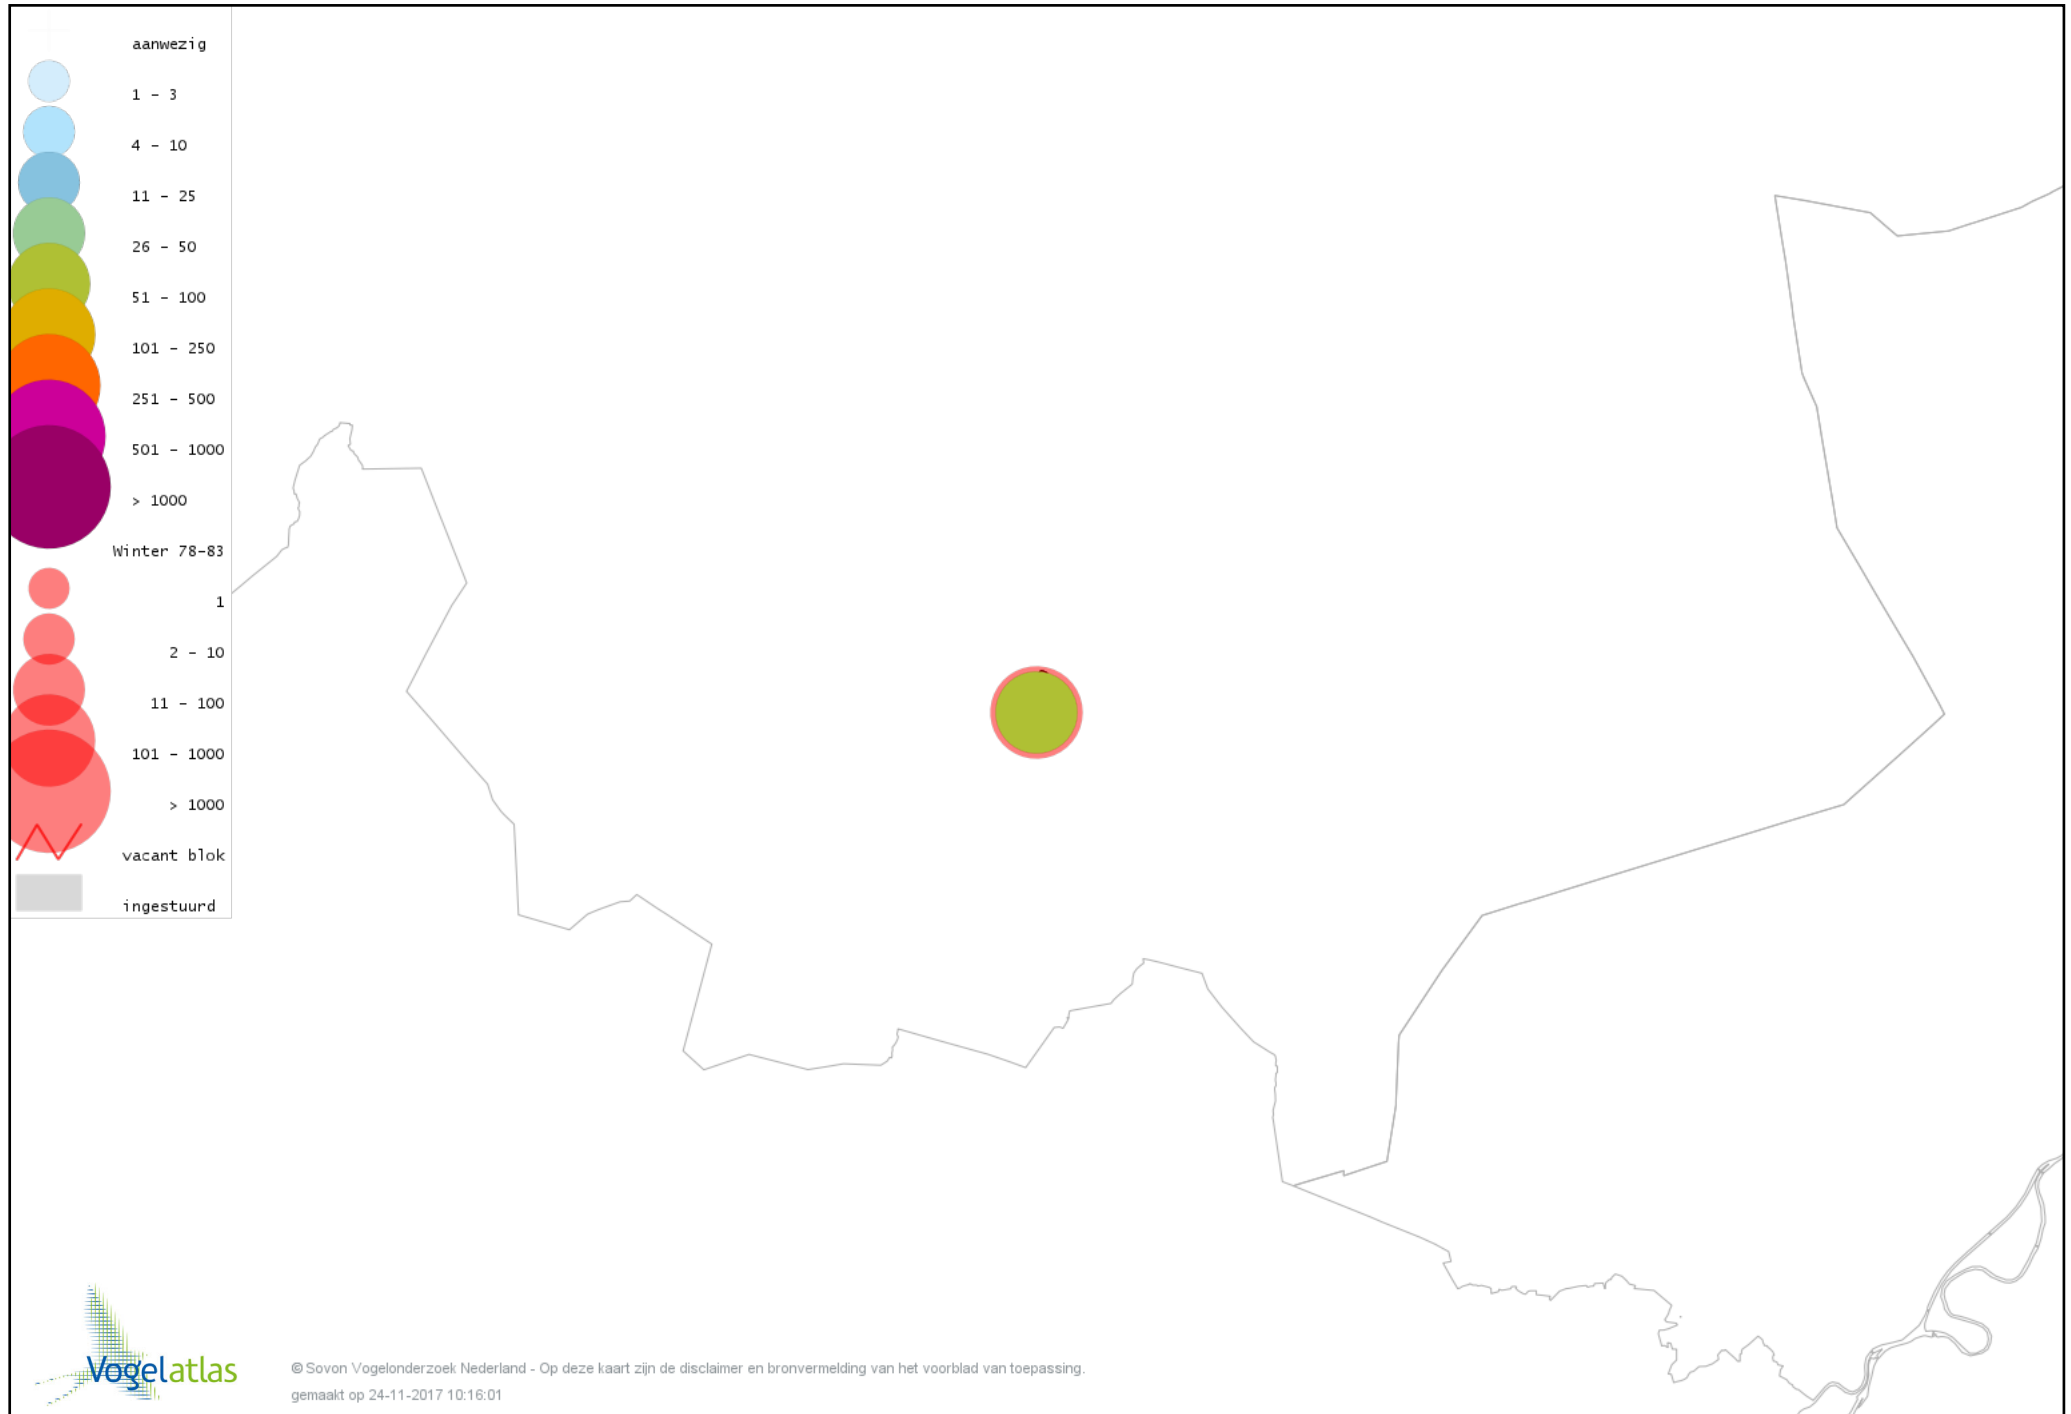 aanwezig
1 - 3
4 - 10
11 - 25
26 - 50
51 - 100
101 - 250
251 - 500
501 - 1000
> 1000
Winter 78-83
1
2 - 10
11 - 100
101 - 1000
> 1000
vacant blok
ingestuurd
Vogelatlas
© Sovon Vogelonderzoek Nederland - Op deze kaart zijn de disclaimer en bronvermelding van het voorblad van toepassing.
gemaakt op 24-11-2017 10:16:01